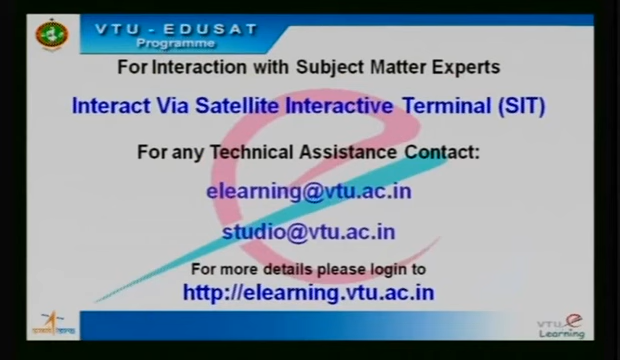 VTU - EDUSAT
Programme
For Interaction with Subject Matter Experts
Interact Via Satellite Interactive Terminal (SIT)
For any Technical Assistance Contact:
elearning@vtu.ac.in
studio@vtu.ac.in
For more details please login to
http://elearning.vtu.ac.in
VTU e
Learning